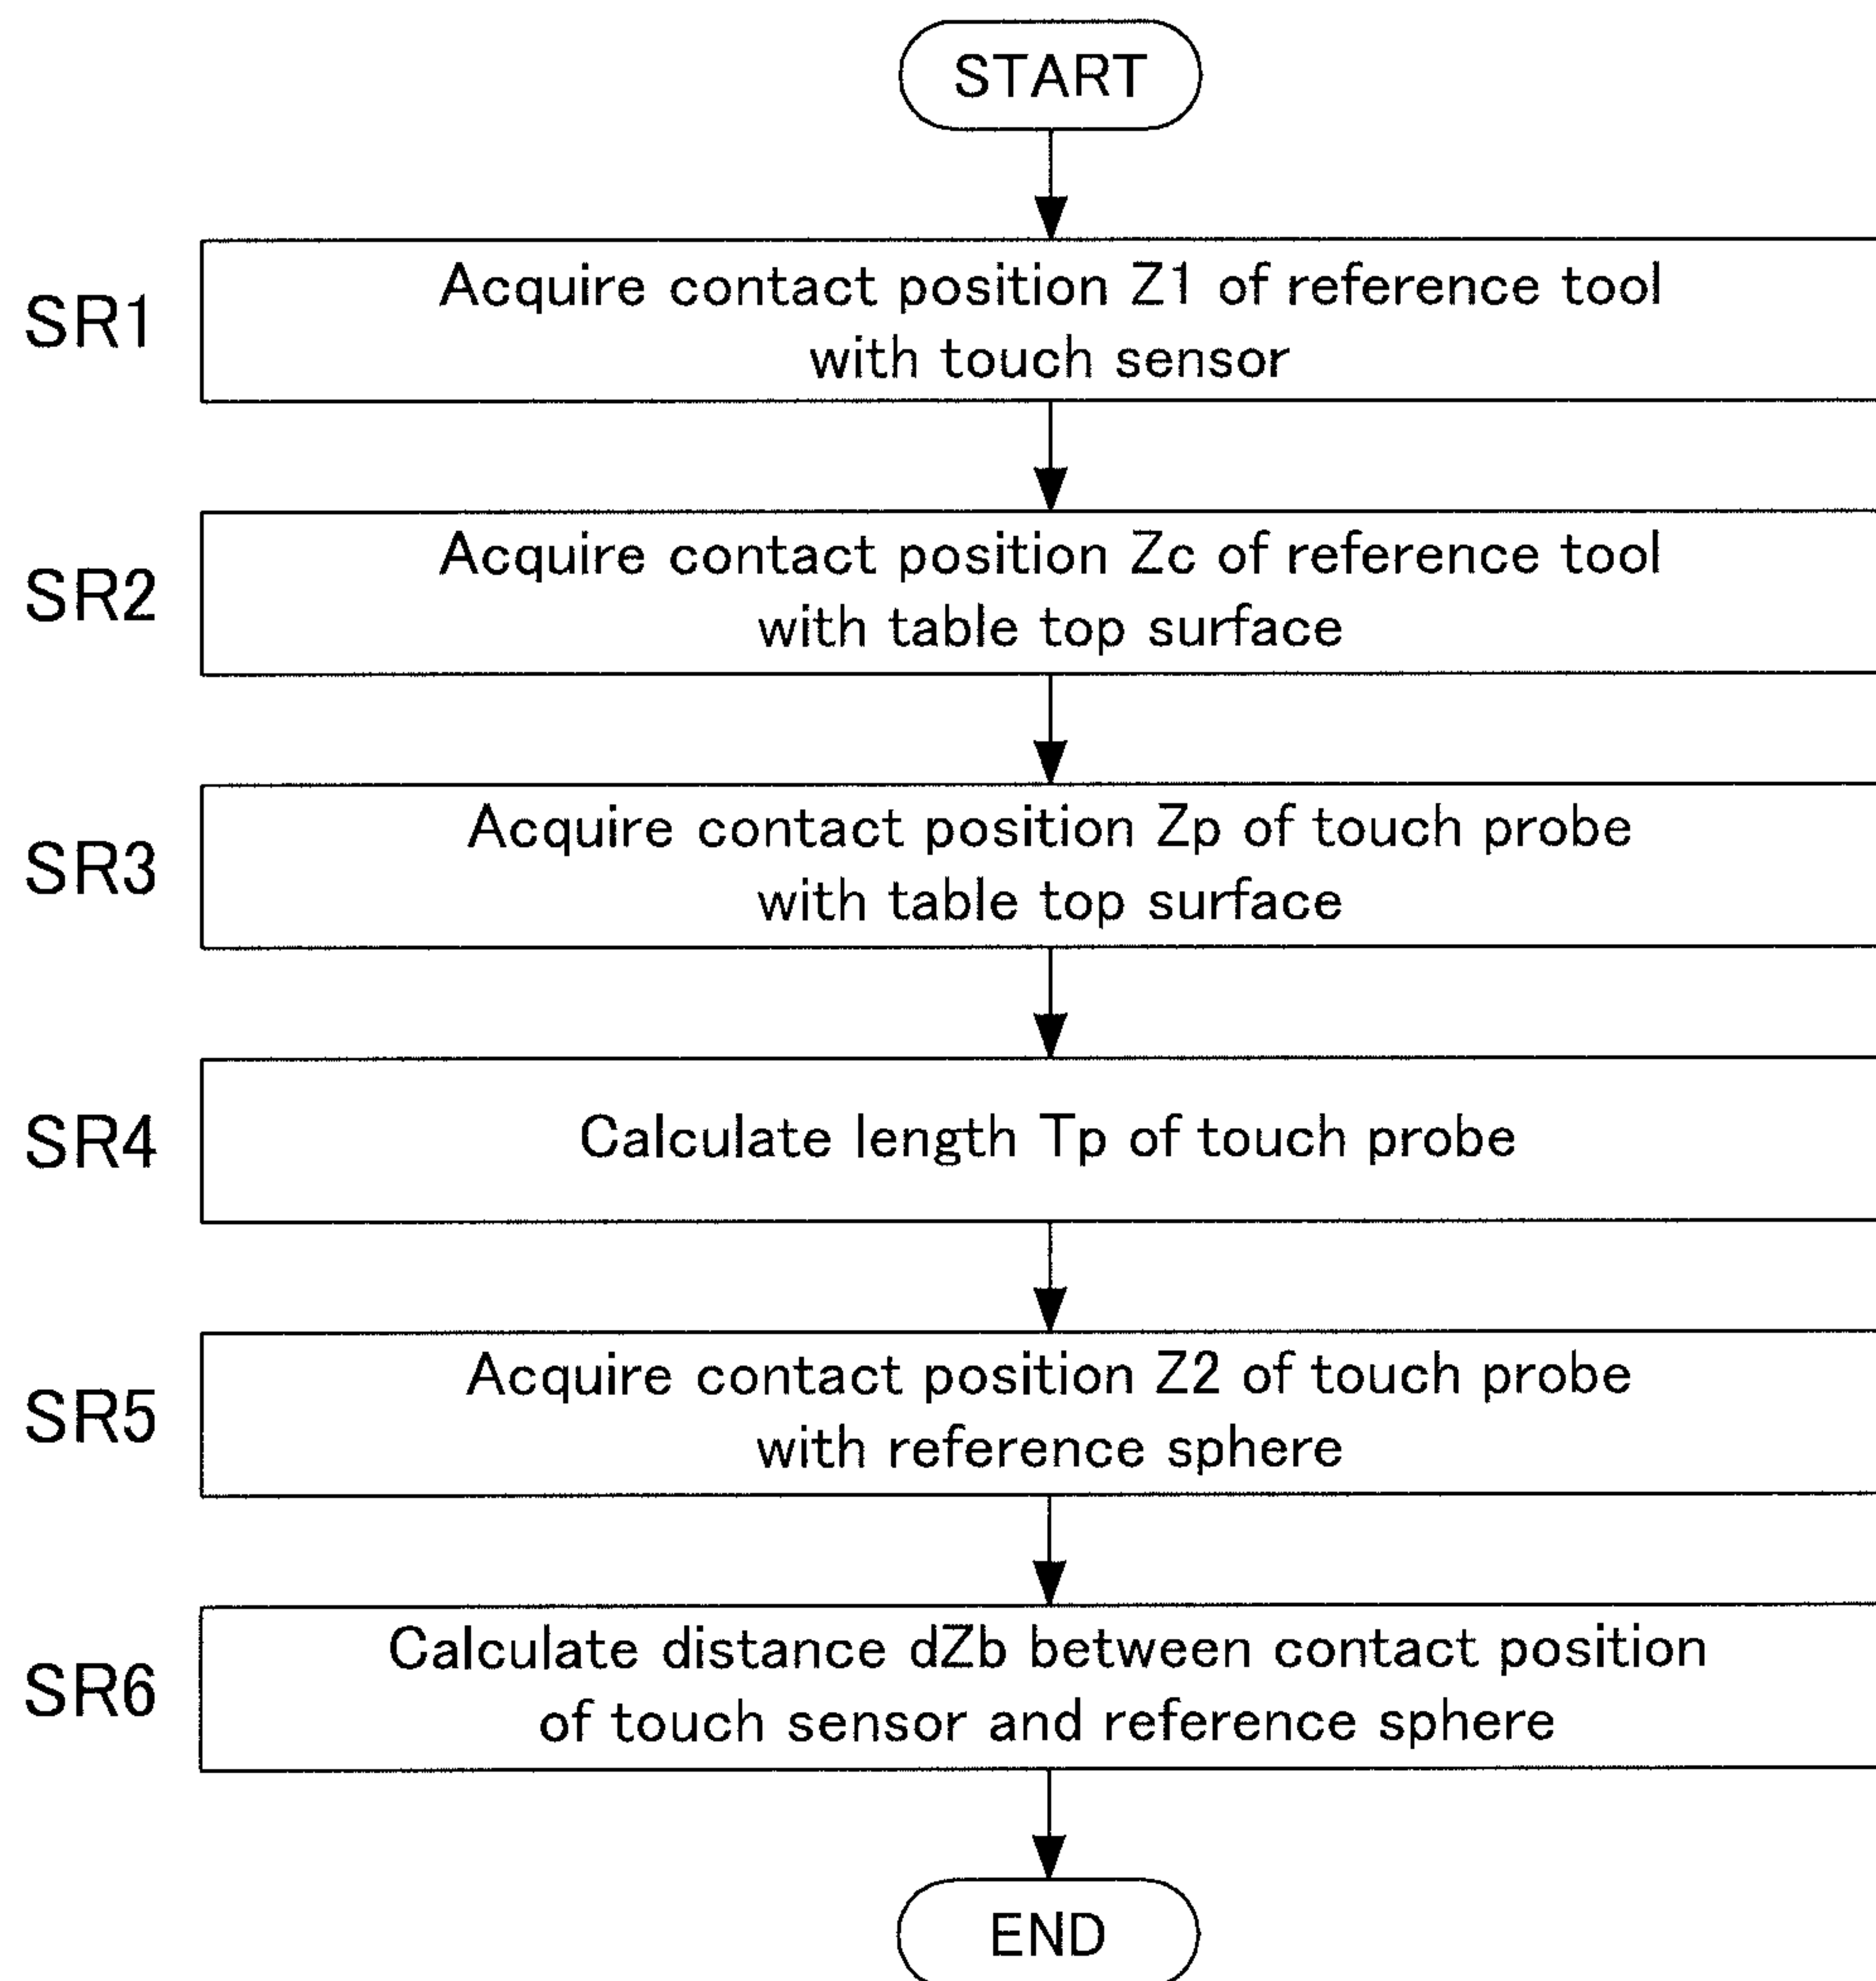 START
SR1
Acquire contact position Z1 of reference tool
with touch sensor
SR2
Acquire contact position Zc of reference tool
with table top surface
SR3
Acquire contact position Zp of touch probe
with table top surface
SR4
Calculate length Tp of touch probe
SR5
Acquire contact position Z2 of touch probe
with reference sphere
SR6
Calculate distance dZb between contact position
of touch sensor and reference sphere
END